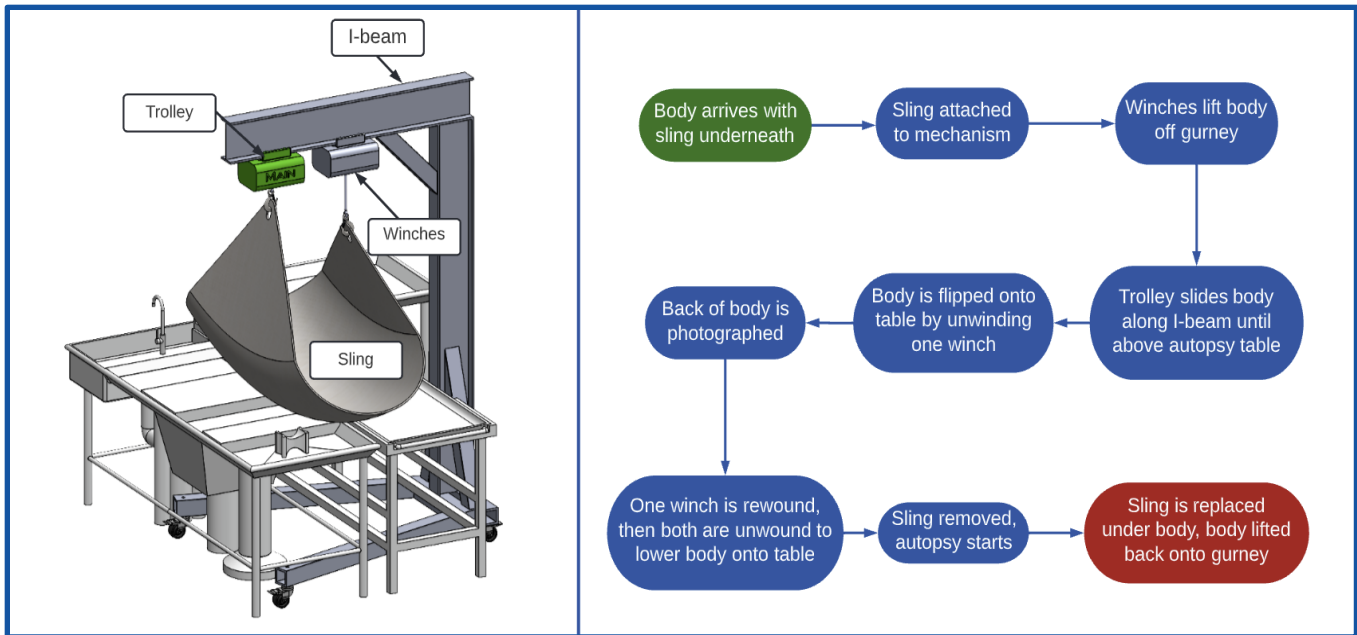 I-beam
Trolley
MAIN
Winches
Sling
Body arrives with
sling underneath
Sling attached
to mechanism
Winches lift body
off gurney
Trolley slides body
along I-beam until
above autopsy table
Body is flipped onto
table by unwinding
one winch
Back of body is
photographed
One winch is rewound,
then both are unwound to
lower body onto table
Sling removed,
autopsy starts
Sling is replaced
under body, body lifted
back onto gurney